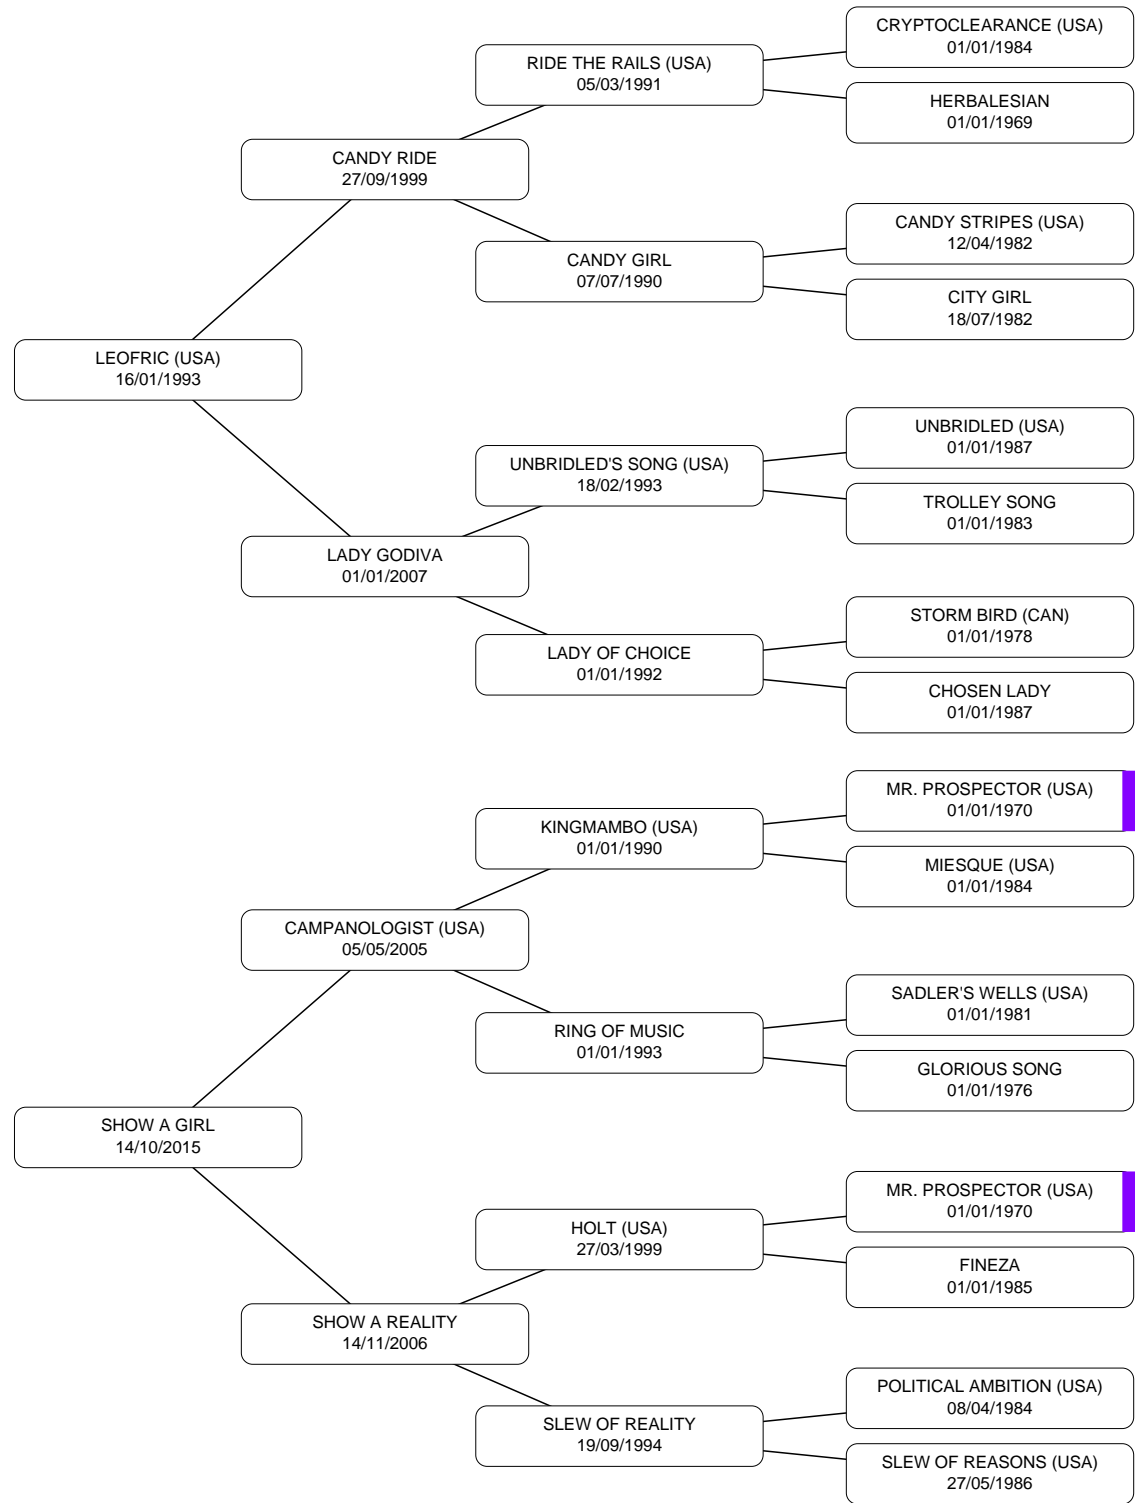 CRYPTOCLEARANCE (USA)
01/01/1984
RIDE THE RAILS (USA)
05/03/1991
HERBALESIAN
01/01/1969
CANDY RIDE
27/09/1999
CANDY STRIPES (USA)
12/04/1982
CANDY GIRL
07/07/1990
CITY GIRL
18/07/1982
LEOFRIC (USA)
16/01/1993
UNBRIDLED (USA)
01/01/1987
UNBRIDLED'S SONG (USA)
18/02/1993
TROLLEY SONG
01/01/1983
LADY GODIVA
01/01/2007
STORM BIRD (CAN)
01/01/1978
LADY OF CHOICE
01/01/1992
CHOSEN LADY
01/01/1987
MR. PROSPECTOR (USA)
01/01/1970
KINGMAMBO (USA)
01/01/1990
MIESQUE (USA)
01/01/1984
CAMPANOLOGIST (USA)
05/05/2005
SADLER'S WELLS (USA)
01/01/1981
RING OF MUSIC
01/01/1993
GLORIOUS SONG
01/01/1976
SHOW A GIRL
14/10/2015
MR. PROSPECTOR (USA)
01/01/1970
HOLT (USA)
27/03/1999
FINEZA
01/01/1985
SHOW A REALITY
14/11/2006
POLITICAL AMBITION (USA)
08/04/1984
SLEW OF REALITY
19/09/1994
SLEW OF REASONS (USA)
27/05/1986